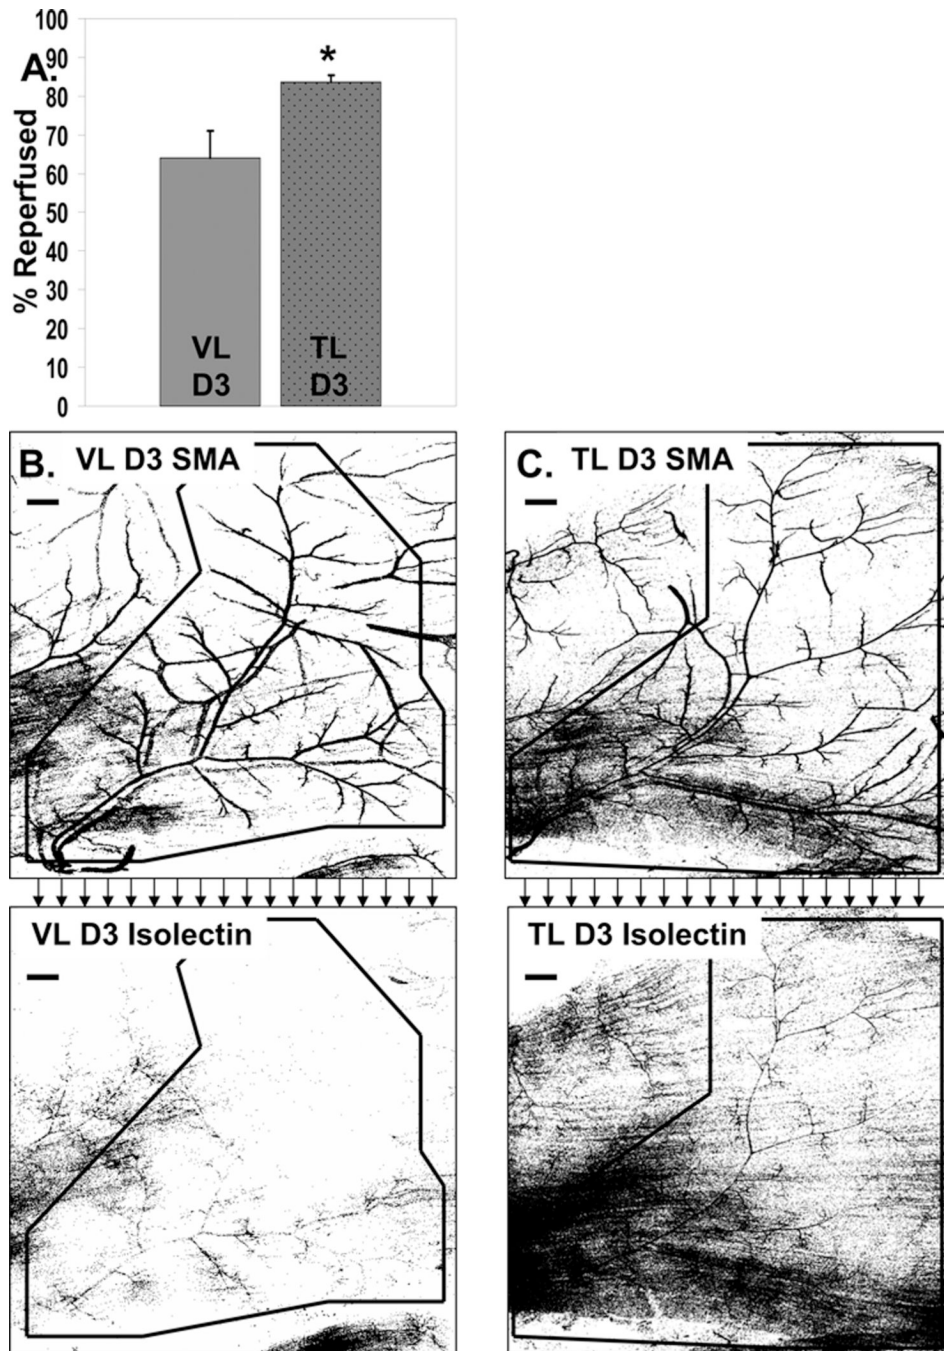 A.
% Reperfused
100
90
80
70
60
50
40
30
20
10
0
*
VL
D3
TL
D3
B. VL D3 SMA
C. TL D3 SMA
VL D3 Isolectin
TL D3 Isolectin